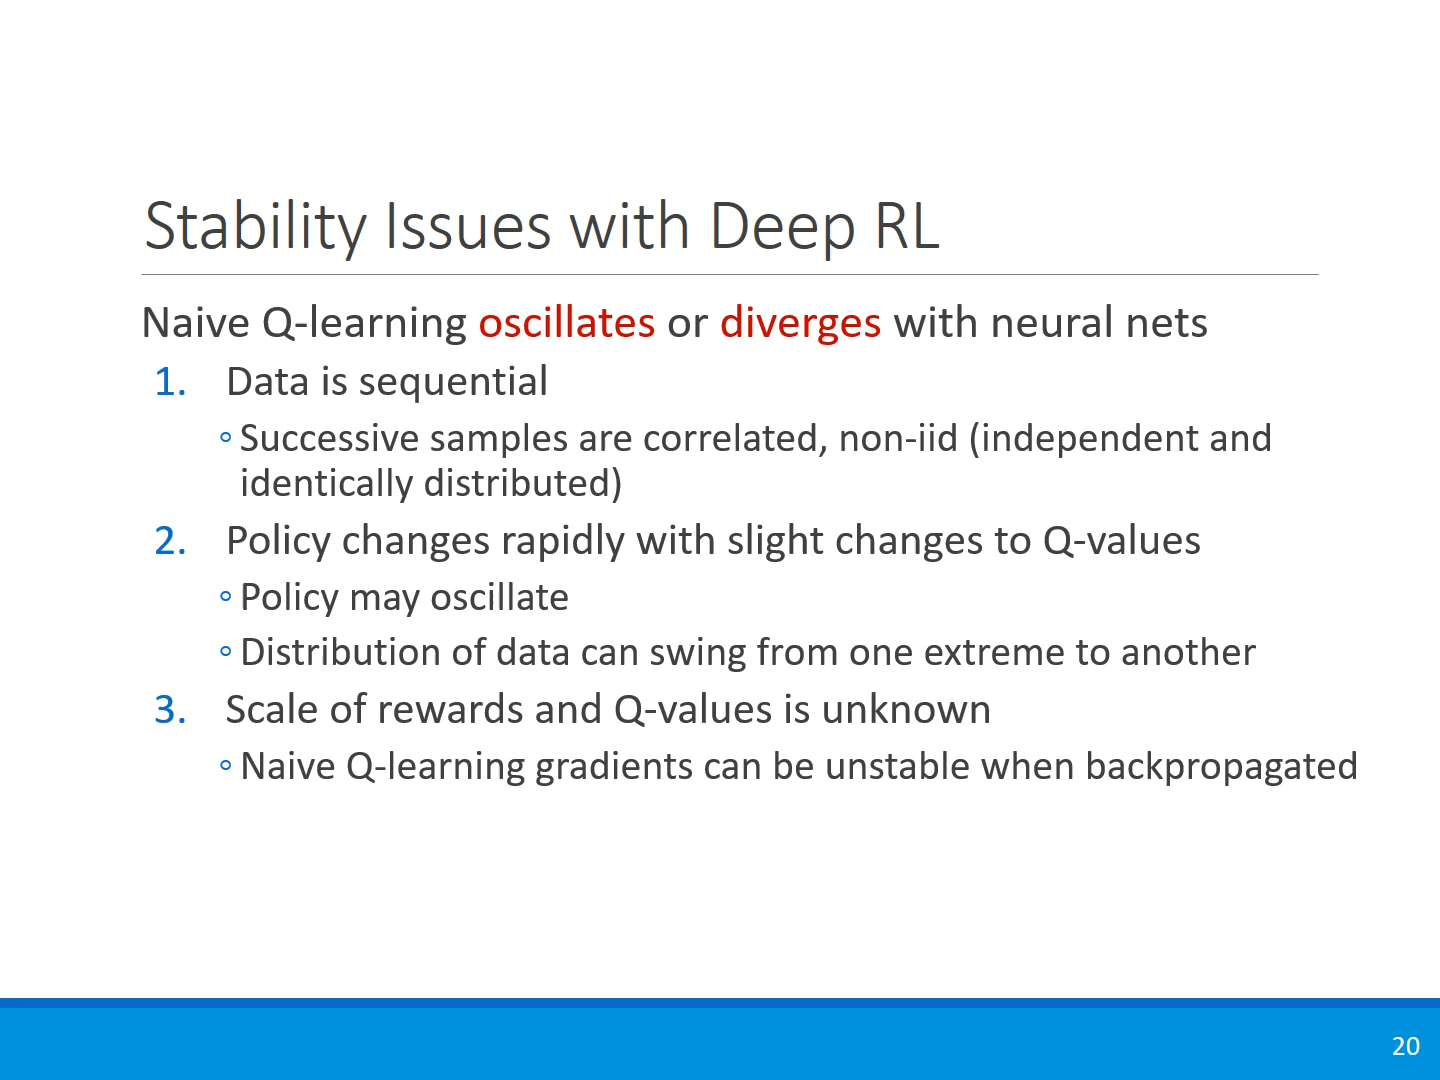 Stability Issues with Deep RL
Naive Q-learning oscillates or diverges with neural nets
1. Data is sequential
◦ Successive samples are correlated, non-iid (independent and
identically distributed)
2. Policy changes rapidly with slight changes to Q-values
◦ Policy may oscillate
◦ Distribution of data can swing from one extreme to another
3. Scale of rewards and Q-values is unknown
◦ Naive Q-learning gradients can be unstable when backpropagated
20